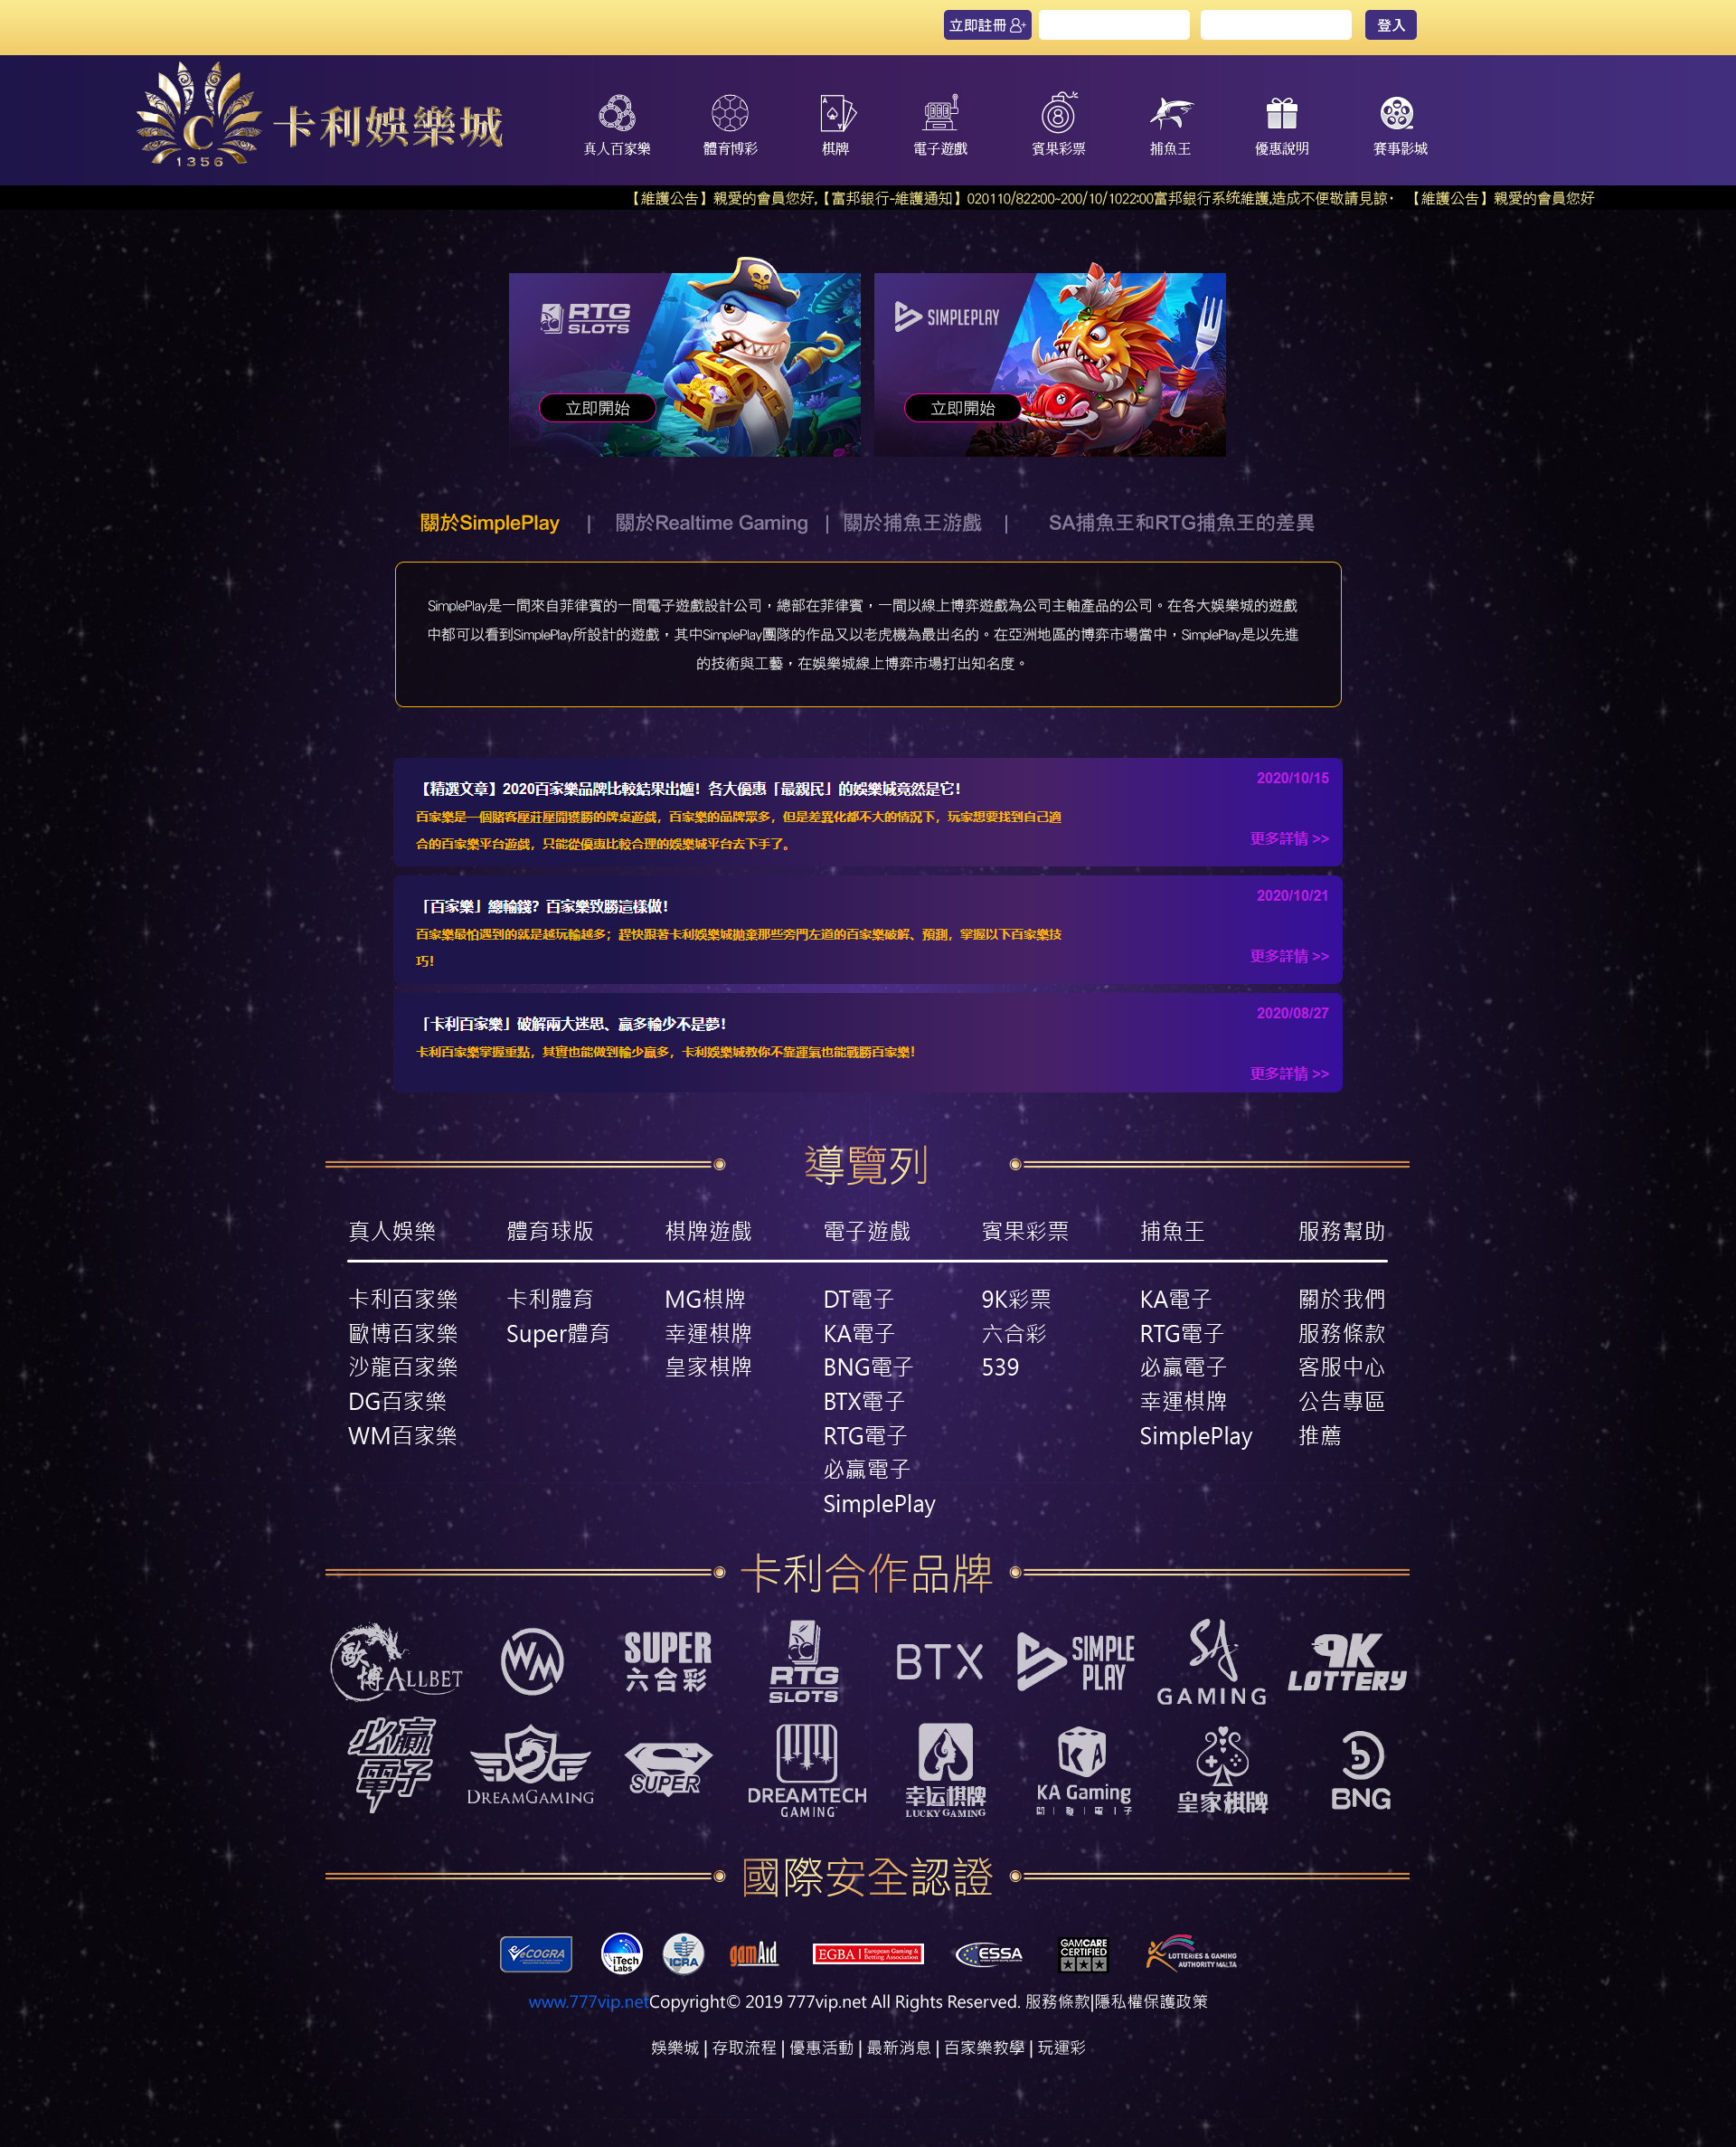 立即註冊
登入
卡利娛樂城
C
1356
真人百家樂
體育博彩
棋牌
電子遊戲
賓果彩票
捕魚王
優惠說明
賽事影城
【維護公告】親愛的會員您好,【富邦銀行-維護通知】020110/822:00~200/10/1022:00富邦銀行系統維護,造成不便敬請見諒· 【維護公告】親愛的會員您好
RTG SLOTS
立即開始
SIMPLEPLAY
立即開始
關於SimplePlay | 關於Realtime Gaming | 關於捕魚王游戲 | SA捕魚王和RTG捕魚王的差異
SimplePlay是一間來自菲律賓的一間電子遊戲設計公司，總部在菲律賓，一間以線上博弈遊戲為公司主軸產品的公司。在各大娛樂城的遊戲
中都可以看到SimplePlay所設計的遊戲，其中SimplePlay團隊的作品又以老虎機為最出名的。在亞洲地區的博弈市場當中，SimplePlay是以先進
的技術與工藝，在娛樂城線上博弈市場打出知名度。
【精選文章】2020百家樂品牌比較結果出爐！各大優惠「最親民」的娛樂城竟然是它！
2020/10/15
百家樂是一個賭客壓莊壓閒獲勝的牌桌遊戲，百家樂的品牌眾多，但是差異化都不大的情況下，玩家想要找到自己適
合的百家樂平台遊戲，只能從優惠比較合理的娛樂城平台去下手了。
更多詳情 >>
「百家樂」總輸錢？百家樂致勝這樣做！
2020/10/21
百家樂最怕遇到的就是越玩輸越多；趕快跟著卡利娛樂城拋棄那些旁門左道的百家樂破解、預測，掌握以下百家樂技
巧！
更多詳情 >>
「卡利百家樂」破解兩大迷思、贏多輸少不是夢！
2020/08/27
卡利百家樂掌握重點，其實也能做到輸少贏多，卡利娛樂城教你不靠運氣也能戰勝百家樂！
更多詳情 >>
導覽列
真人娛樂 體育球版 棋牌遊戲 電子遊戲 賓果彩票 捕魚王 服務幫助
卡利百家樂 卡利體育 MG棋牌 DT電子 9K彩票 KA電子 關於我們
歐博百家樂 Super體育 幸運棋牌 KA電子 六合彩 RTG電子 服務條款
沙龍百家樂 皇家棋牌 BNG電子 539 必贏電子 客服中心
DG百家樂 BTX電子 幸運棋牌 公告專區
WM百家樂 RTG電子 SimplePlay 推薦
必贏電子
SimplePlay
卡利合作品牌
歐博 ALLBET
WM
SUPER 六合彩
RTG SLOTS
BTX
SIMPLE PLAY
SA GAMING
9K LOTTERY
必贏電子
DREAMGAMING
S SUPER
DREAMTECH GAMING
幸运棋牌 LUCKY GAMING
KA KA Gaming
皇家棋牌
BNG
國際安全認證
eCOGRA
iTech Labs
ICRA
gamAid
EGBA European Gaming & Betting Association
ESSA
GAMCARE CERTIFIED
LOTTERIES & GAMING AUTHORITY MALTA
www.777vip.netCopyright© 2019 777vip.net All Rights Reserved. 服務條款|隱私權保護政策
娛樂城 | 存取流程 | 優惠活動 | 最新消息 | 百家樂教學 | 玩運彩